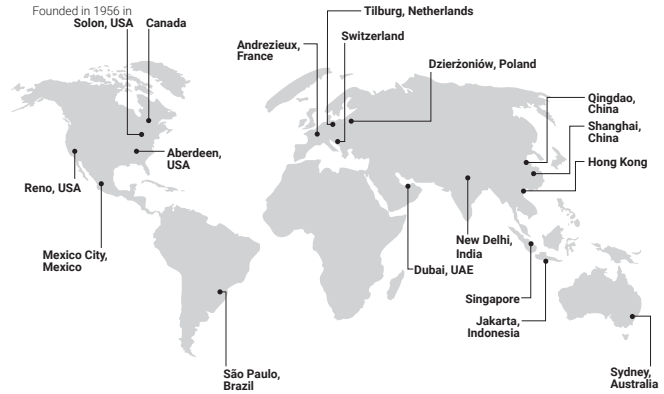 Founded in 1956 in
Solon, USA
Canada
Tilburg, Netherlands
Switzerland
Andrezieux,
France
Dzierżoniów, Poland
Qingdao,
China
Shanghai,
China
Hong Kong
Aberdeen,
USA
Reno, USA
Mexico City,
Mexico
New Delhi,
India
Dubai, UAE
Singapore
Jakarta,
Indonesia
São Paulo,
Brazil
Sydney,
Australia